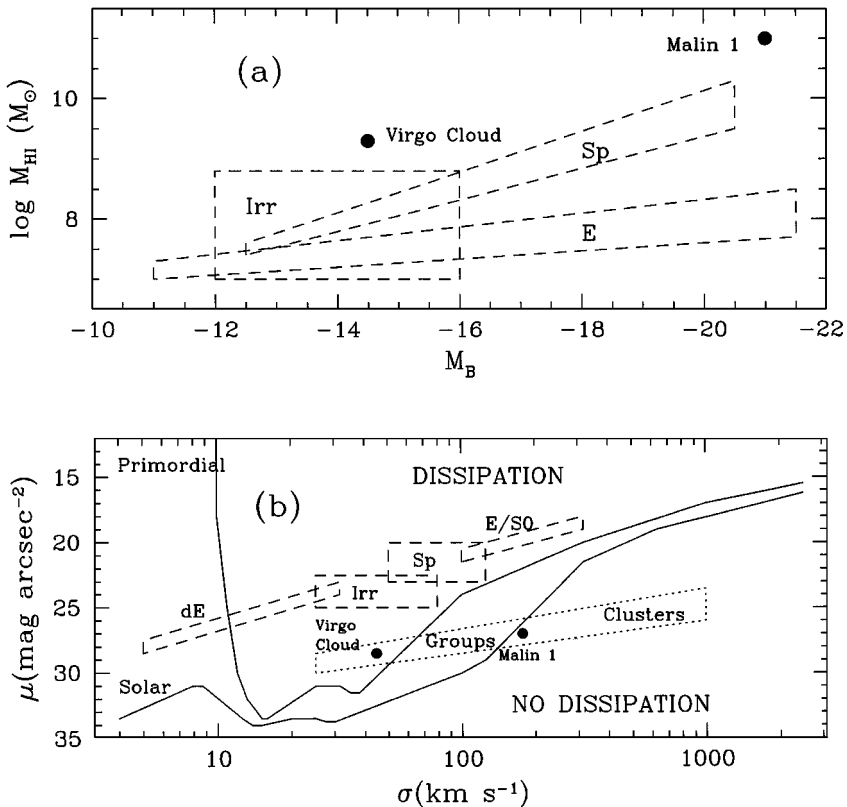 (a)
Malin 1
Virgo Cloud
Sp
Irr
E
log M_HI (M_⊙)
10
8
-10
-12
-14
-16
-18
-20
-22
M_B
(b)
Primordial
DISSIPATION
E/S0
Sp
Irr
dE
Virgo
Cloud
Groups
Clusters
Malin 1
Solar
NO DISSIPATION
μ(mag arcsec⁻²)
15
20
25
30
35
10
100
1000
σ(km s⁻¹)